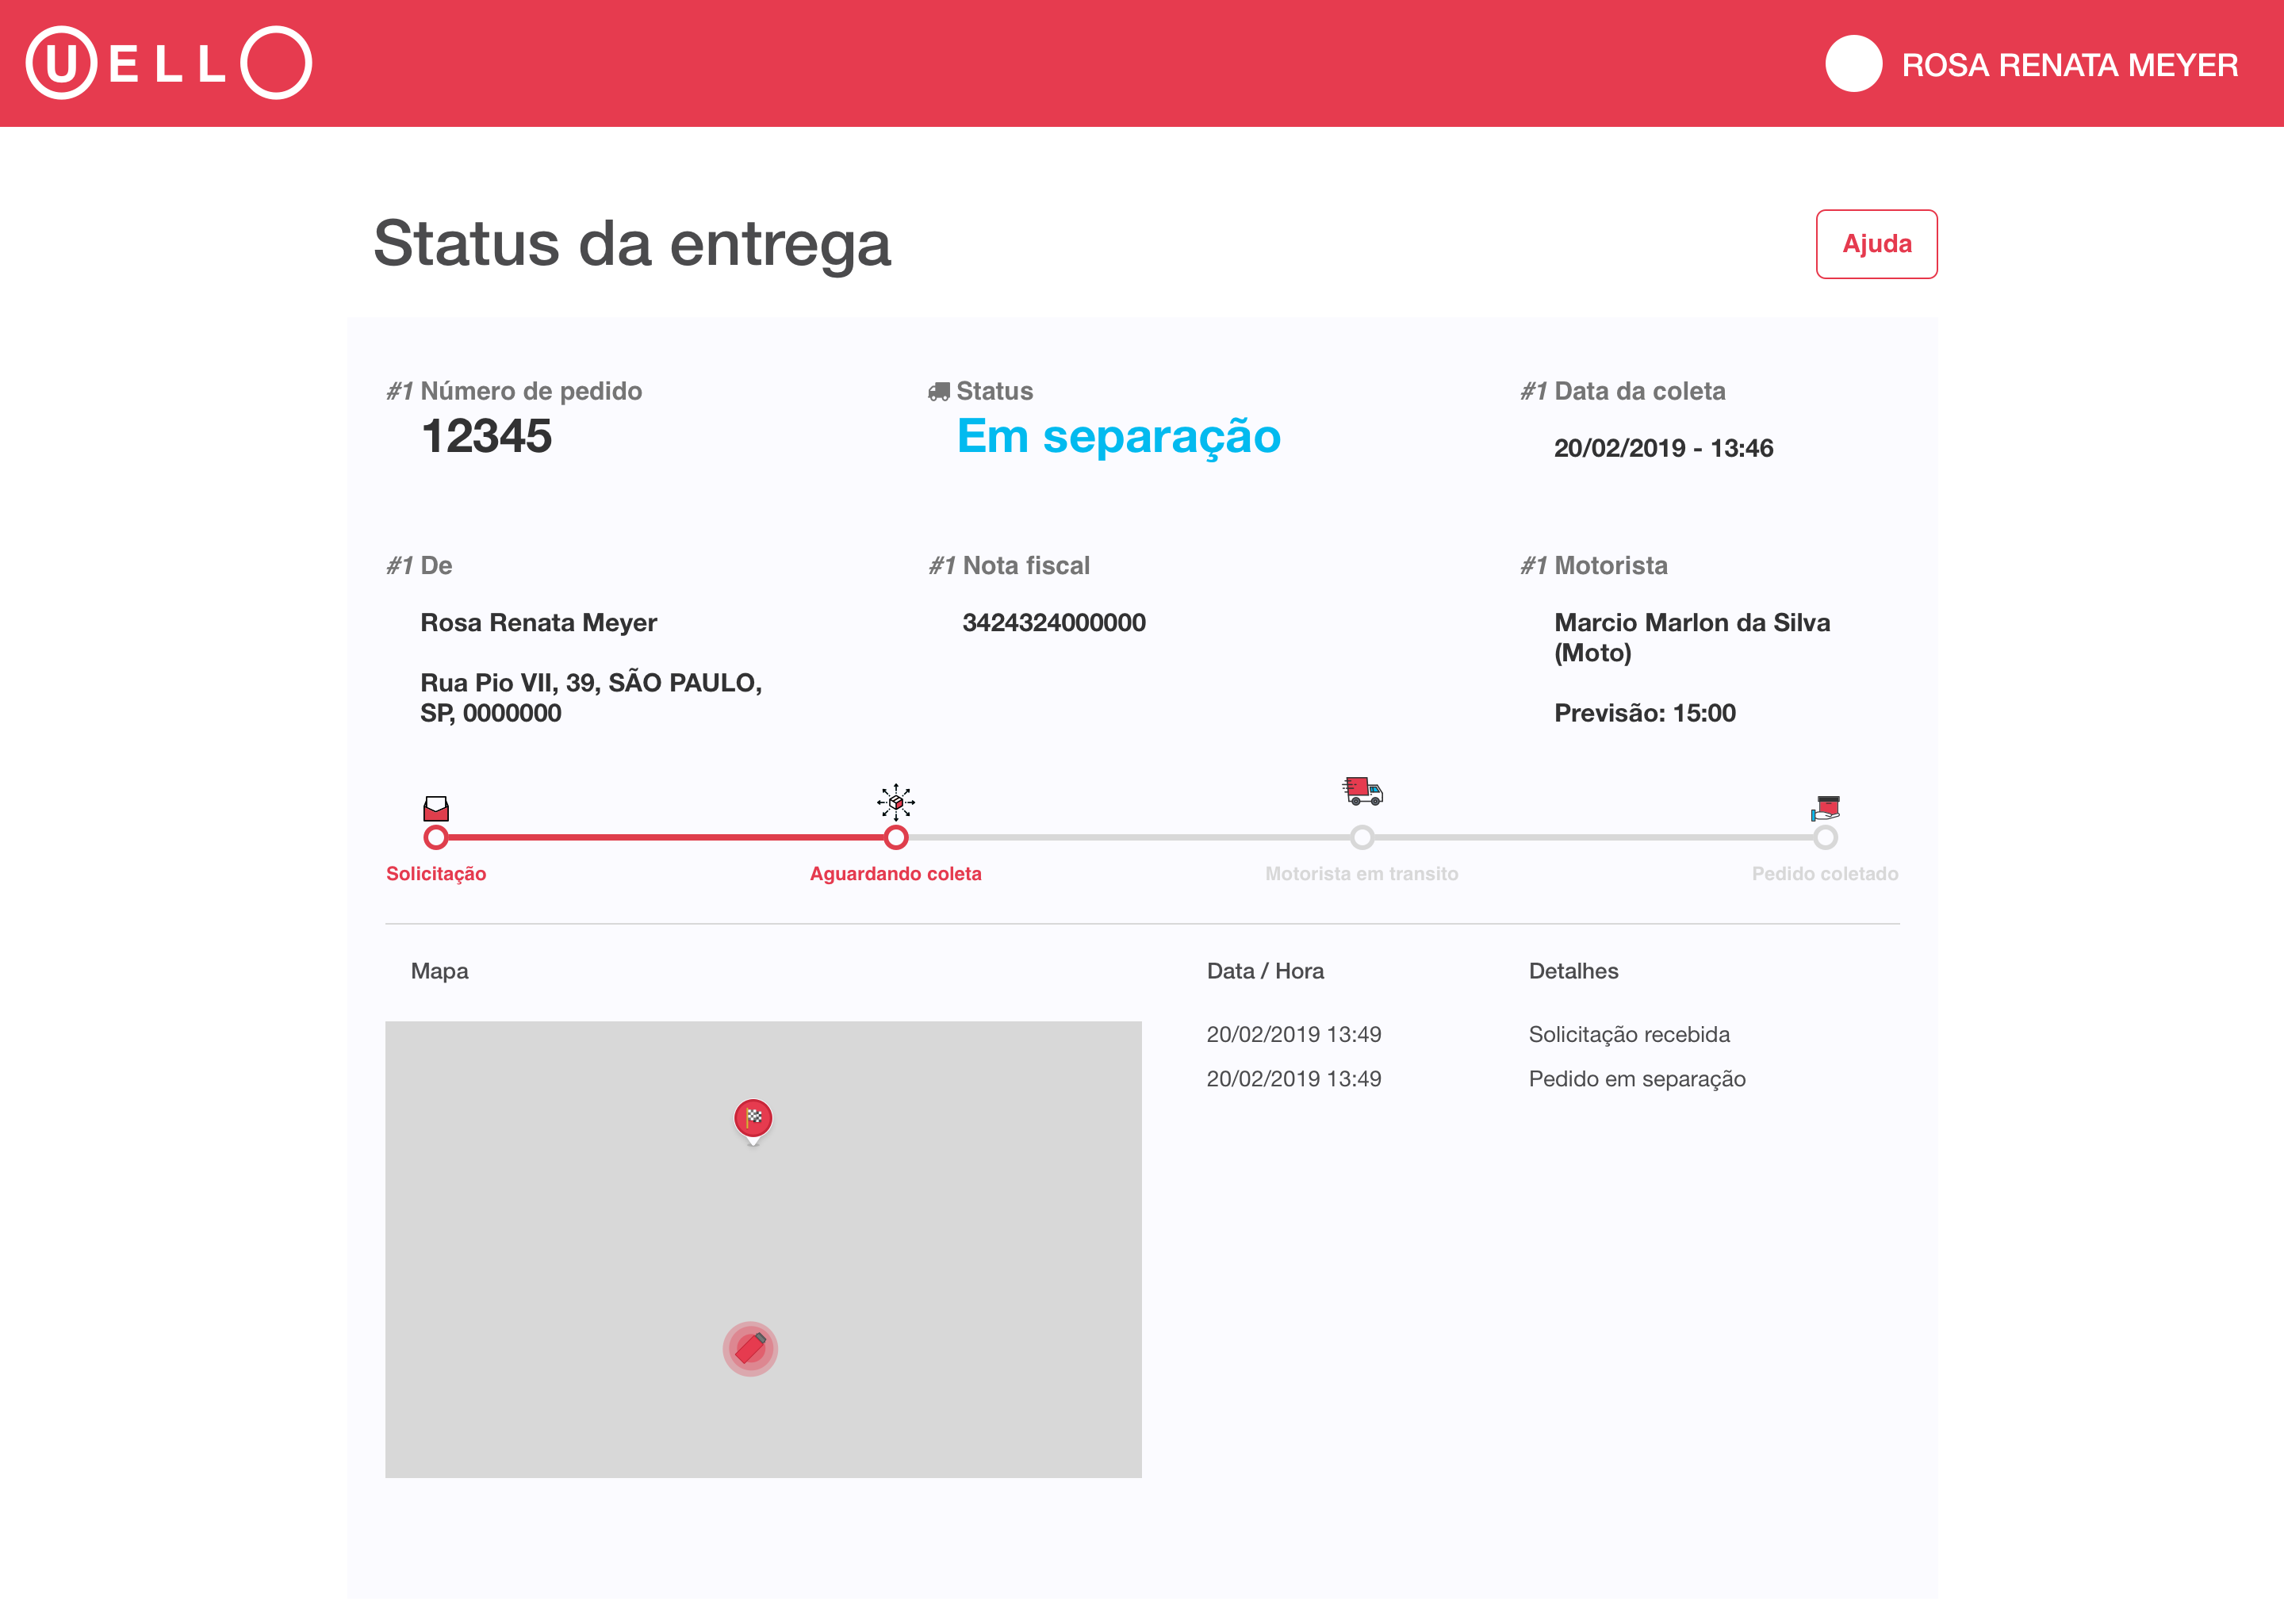 UELLO
ROSA RENATA MEYER
Status da entrega
Ajuda
#1 Número de pedido
12345
Status
Em separação
#1 Data da coleta
20/02/2019 - 13:46
#1 De
Rosa Renata Meyer
Rua Pio VII, 39, SÃO PAULO,
SP, 0000000
#1 Nota fiscal
3424324000000
#1 Motorista
Marcio Marlon da Silva
(Moto)
Previsão: 15:00
Solicitação
Aguardando coleta
Motorista em transito
Pedido coletado
Mapa
Data / Hora
Detalhes
20/02/2019 13:49
Solicitação recebida
20/02/2019 13:49
Pedido em separação